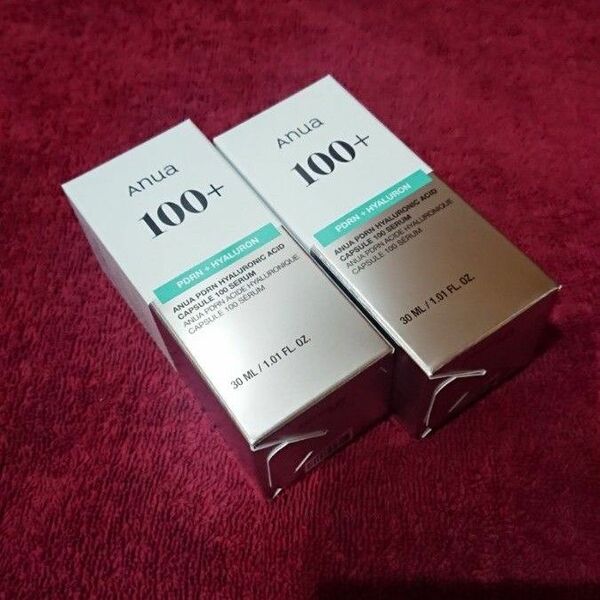 Anua
100+
PDRN + HYALURON
ANUA PDRN HYALURONIC ACID
CAPSULE 100 SERUM
ANUA PDRN ACIDE HYALURONIQUE
CAPSULE 100 SÉRUM
30 ML / 1.01 FL. OZ.
Anua
100+
PDRN + HYALURON
ANUA PDRN HYALURONIC ACID
CAPSULE 100 SERUM
ANUA PDRN ACIDE HYALURONIQUE
CAPSULE 100 SÉRUM
30 ML / 1.01 FL. OZ.